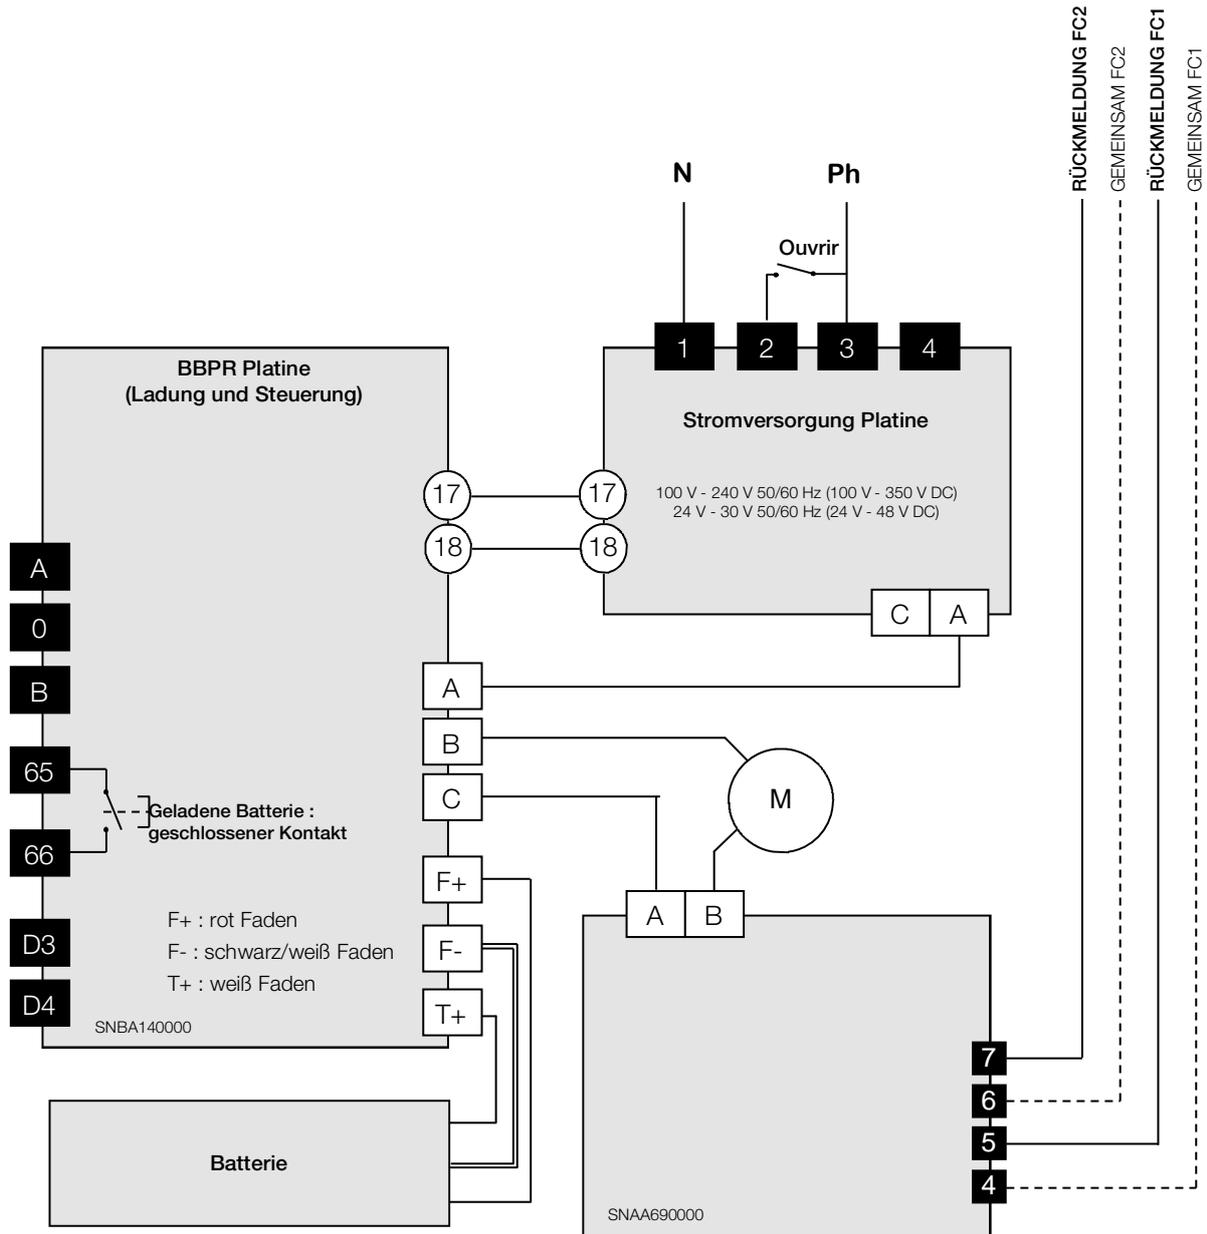 RÜCKMELDUNG FC2
GEMEINSAM FC2
RÜCKMELDUNG FC1
GEMEINSAM FC1
N
Ph
Ouvrir
1
2
3
4
BBPR Platine
(Ladung und Steuerung)
Stromversorgung Platine
100 V - 240 V 50/60 Hz (100 V - 350 V DC)
24 V - 30 V 50/60 Hz (24 V - 48 V DC)
17
17
18
18
A
0
B
C
A
A
B
C
M
65
66
Geladene Batterie :
geschlossener Kontakt
F+
F-
T+
A
B
D3
D4
F+ : rot Faden
F- : schwarz/weiß Faden
T+ : weiß Faden
SNBA140000
7
6
5
4
Batterie
SNAA690000